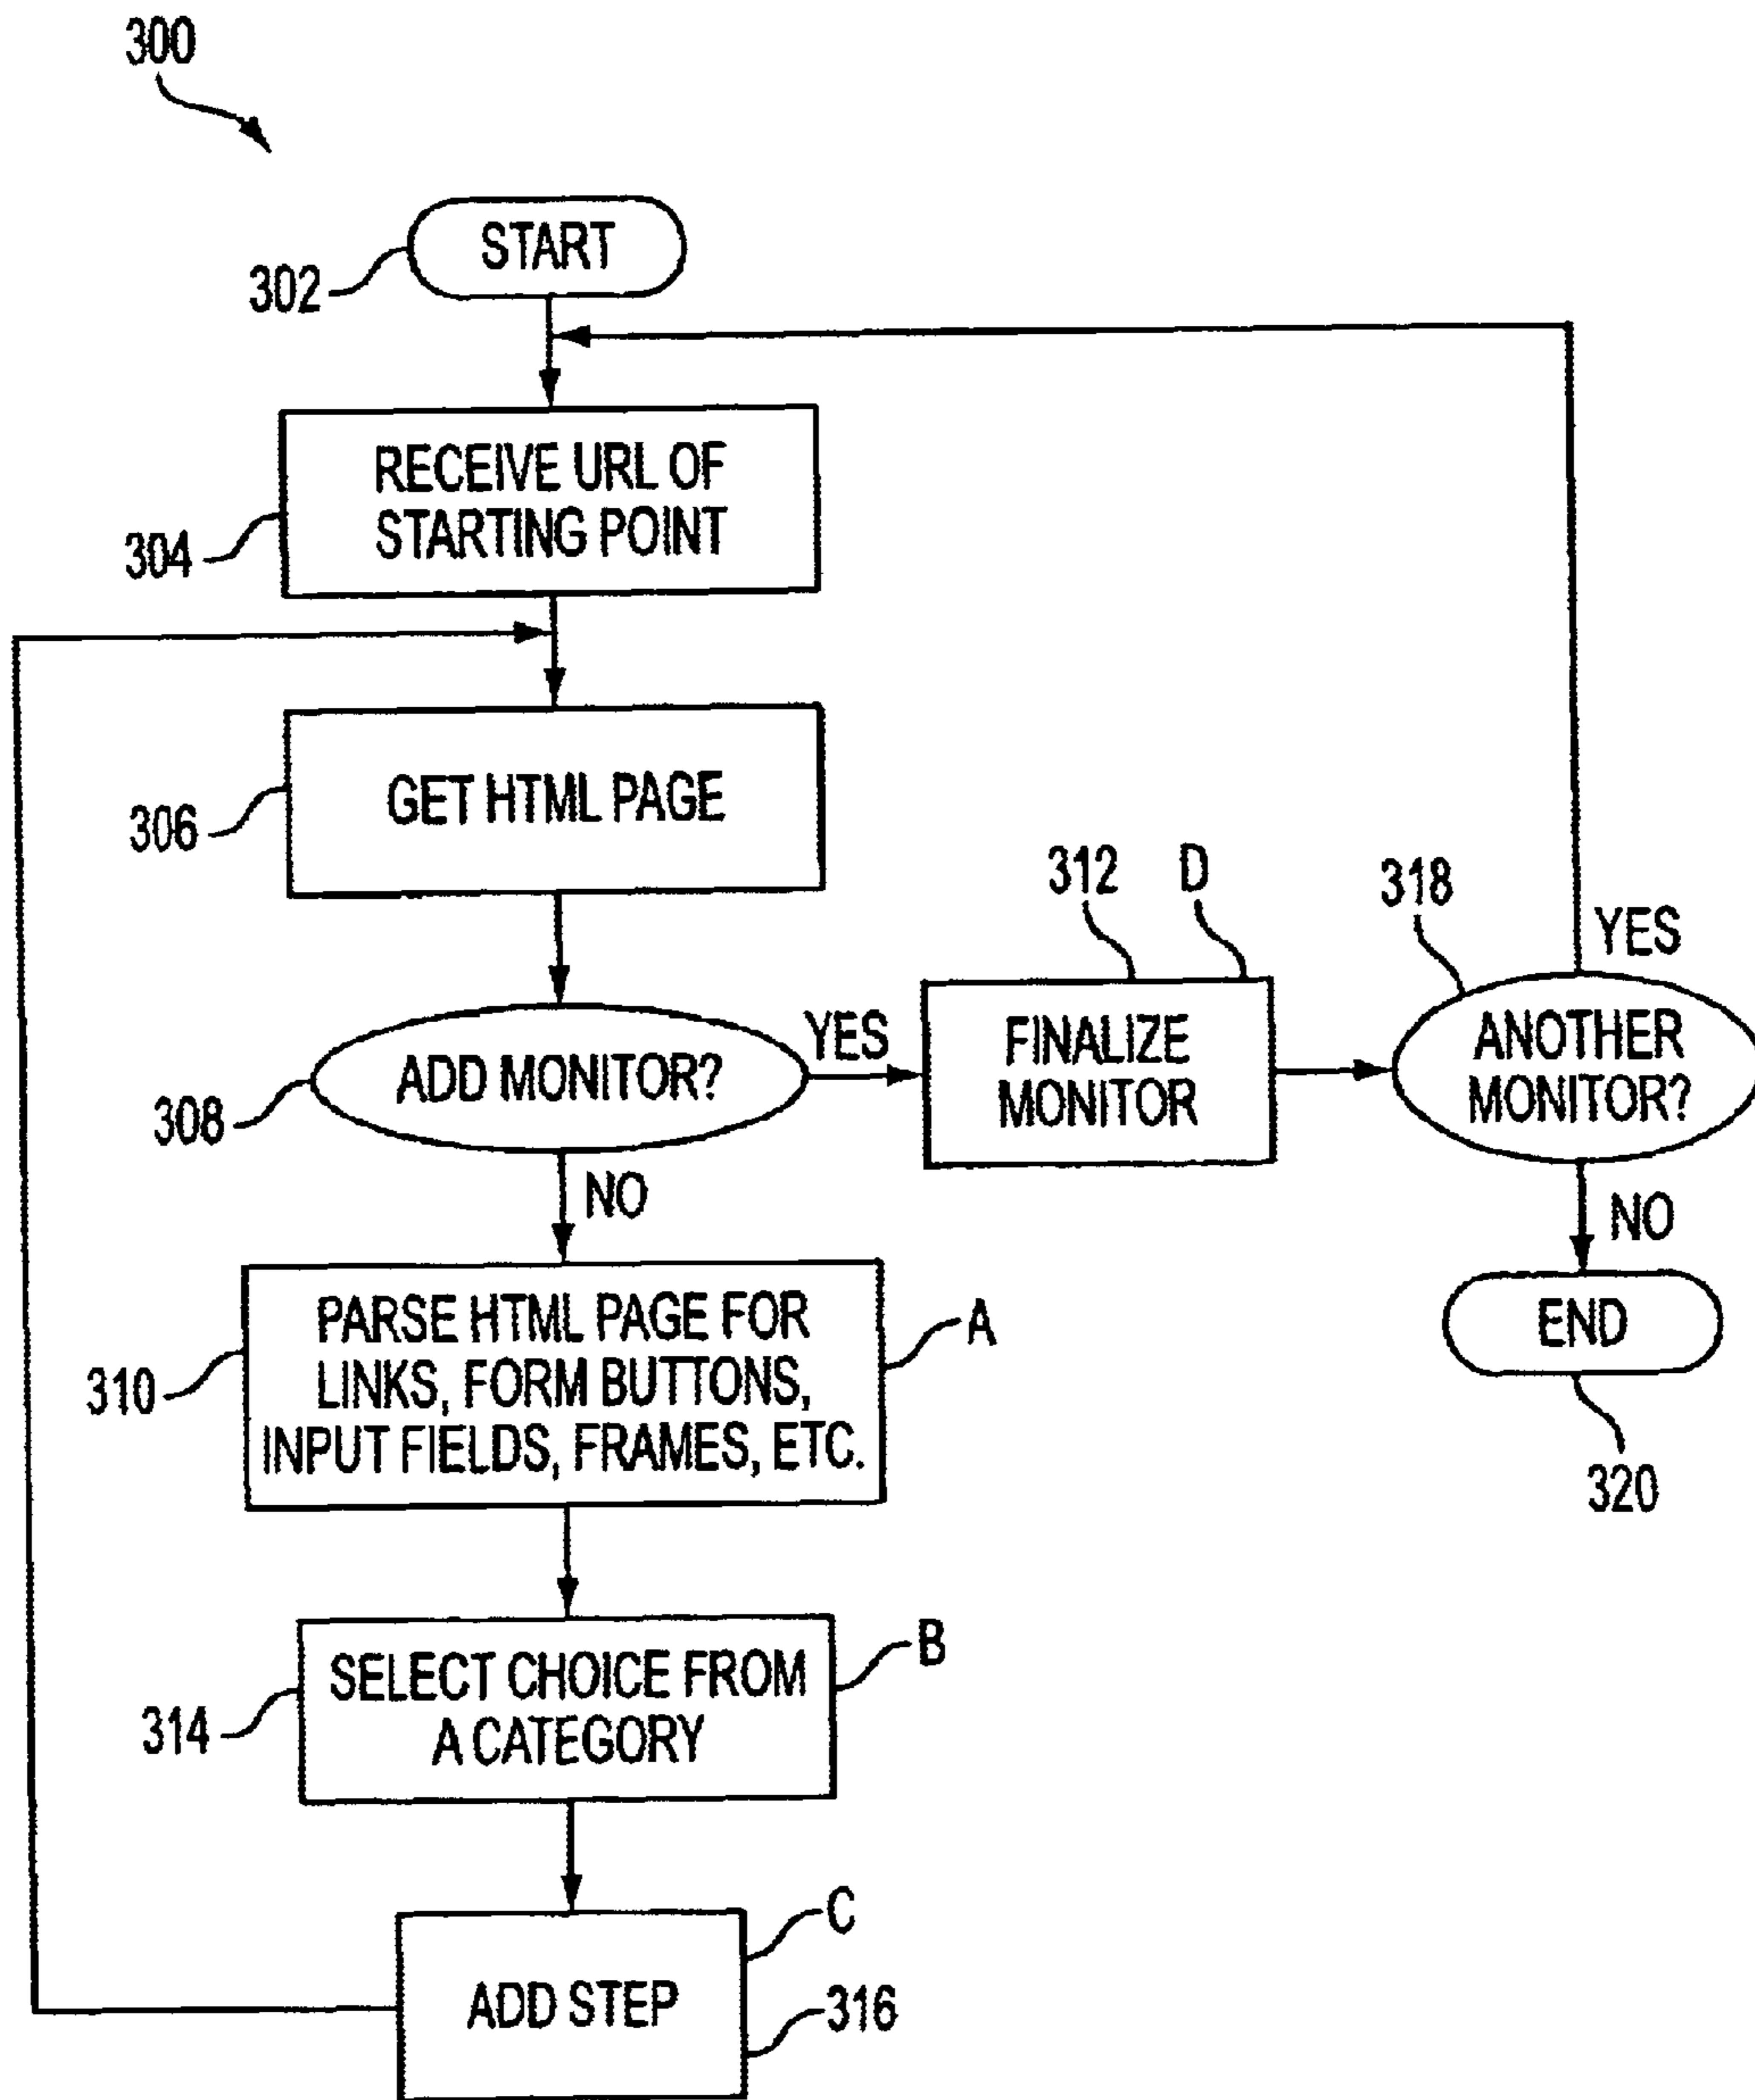 300
START
302
RECEIVE URL OF
STARTING POINT
304
GET HTML PAGE
306
ADD MONITOR?
308
YES
NO
312
D
FINALIZE
MONITOR
318
YES
ANOTHER
MONITOR?
NO
END
320
PARSE HTML PAGE FOR
LINKS, FORM BUTTONS,
INPUT FIELDS, FRAMES, ETC.
310
A
SELECT CHOICE FROM
A CATEGORY
314
B
ADD STEP
C
316